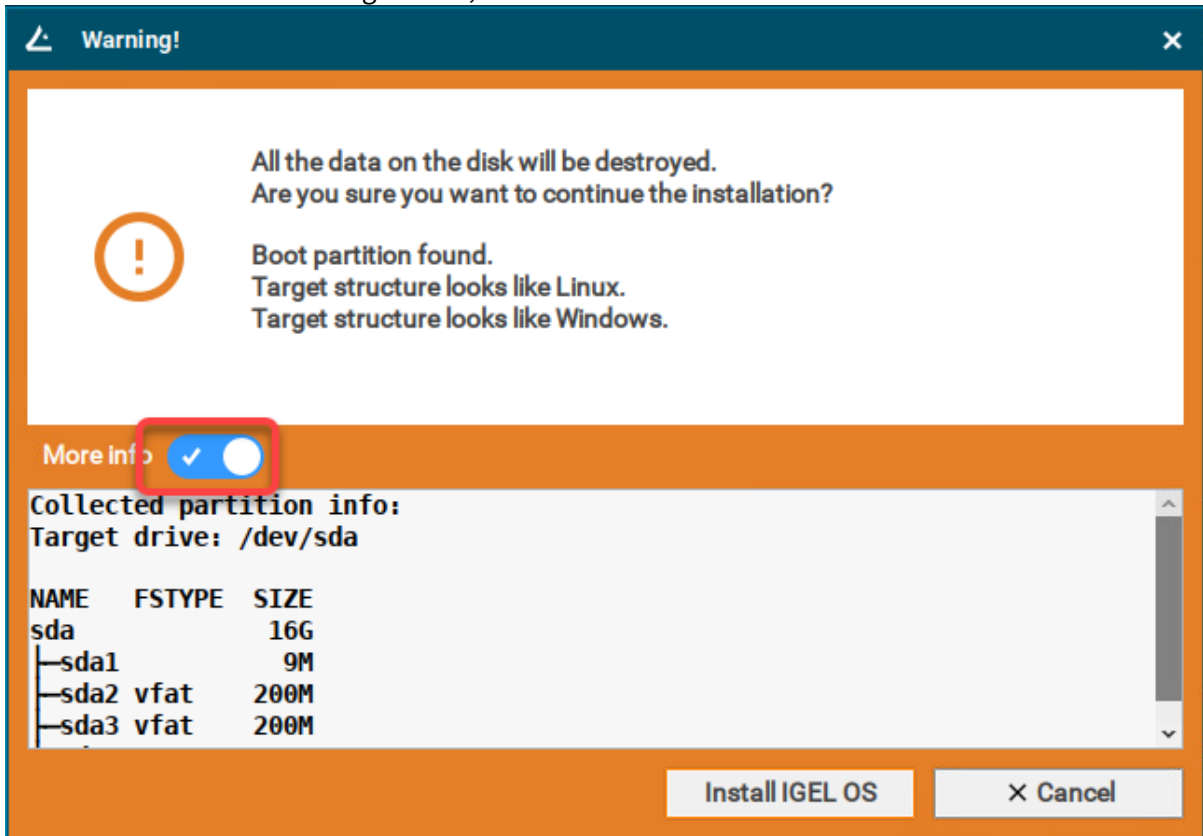 Warning!
All the data on the disk will be destroyed.
Are you sure you want to continue the installation?
Boot partition found.
Target structure looks like Linux.
Target structure looks like Windows.
More info
Collected partition info:
Target drive: /dev/sda
NAME FSTYPE SIZE
sda 16G
├─sda1 9M
├─sda2 vfat 200M
├─sda3 vfat 200M
Install IGEL OS × Cancel